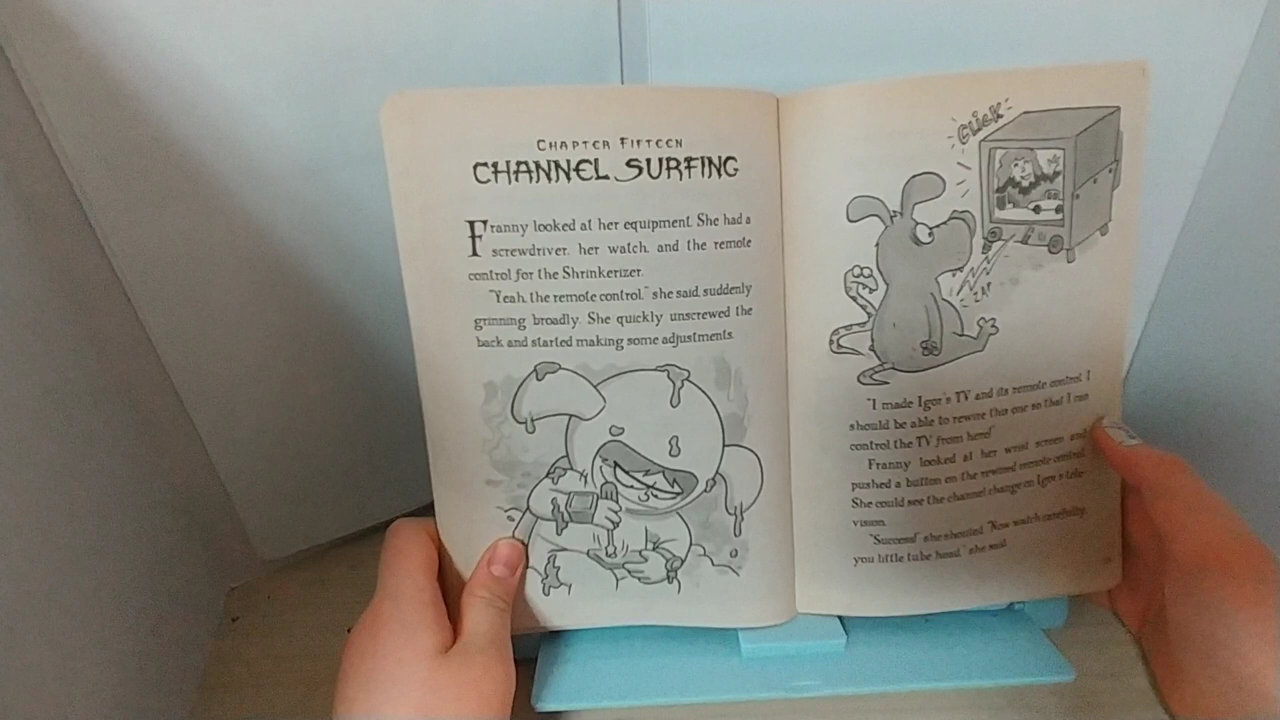 CHAPTER FIFTEEN
CHANNEL SURFING
Franny looked at her equipment. She had a
screwdriver, her watch, and the remote
control for the Shrinkerizer.
"Yeah, the remote control," she said, suddenly
grinning broadly. She quickly unscrewed the
back and started making some adjustments.
CLICK
ZAP
"I made Igor's TV and its remote control. I
should be able to rewire this one so that I can
control the TV from here!"
Franny looked at her wrist screen and
pushed a button on the rewired remote control.
She could see the channel change on Igor's tele-
vision.
"Success!" she shouted. "Now watch carefully,
you little tube head," she said.